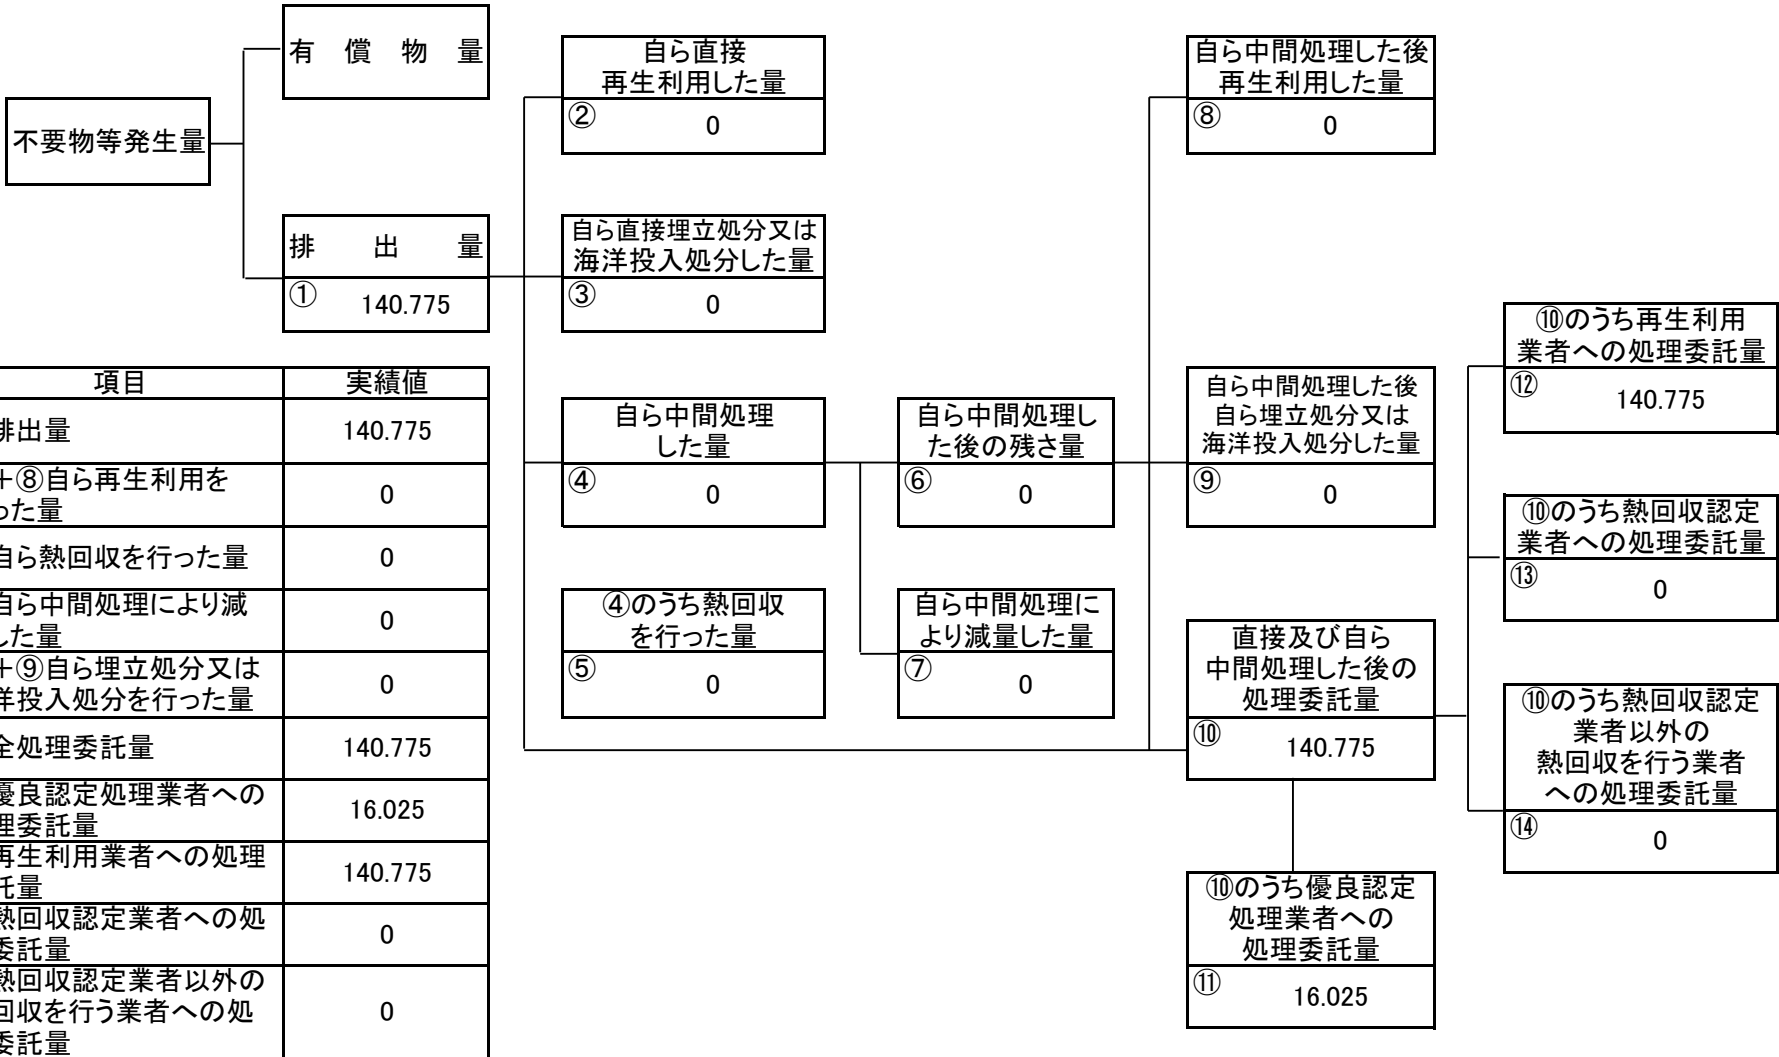 有償物量
不要物等発生量
排出量
① 140.775
自ら直接
再生利用した量
② 0
自ら直接埋立処分又は
海洋投入処分した量
③ 0
自ら中間処理
した量
④ 0
④のうち熱回収
を行った量
⑤ 0
自ら中間処理し
た後の残さ量
⑥ 0
自ら中間処理に
より減量した量
⑦ 0
自ら中間処理した後
再生利用した量
⑧ 0
自ら中間処理した後
自ら埋立処分又は
海洋投入処分した量
⑨ 0
直接及び自ら
中間処理した後の
処理委託量
⑩ 140.775
⑩のうち優良認定
処理業者への
処理委託量
⑪ 16.025
⑩のうち再生利用
業者への処理委託量
⑫ 140.775
⑩のうち熱回収認定
業者への処理委託量
⑬ 0
⑩のうち熱回収認定
業者以外の
熱回収を行う業者
への処理委託量
⑭ 0
項目 実績値
排出量 140.775
+⑧自ら再生利用を
った量 0
自ら熱回収を行った量 0
自ら中間処理により減
した量 0
+⑨自ら埋立処分又は
洋投入処分を行った量 0
全処理委託量 140.775
優良認定処理業者への
理委託量 16.025
再生利用業者への処理
託量 140.775
熱回収認定業者への処
委託量 0
熱回収認定業者以外の
回収を行う業者への処
委託量 0